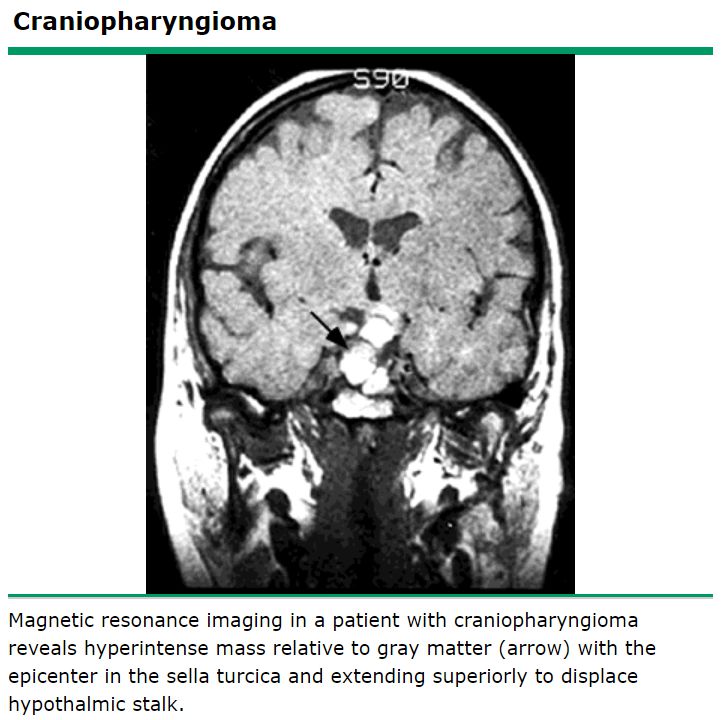 Craniopharyngioma
S90
Magnetic resonance imaging in a patient with craniopharyngioma
reveals hyperintense mass relative to gray matter (arrow) with the
epicenter in the sella turcica and extending superiorly to displace
hypothalmic stalk.